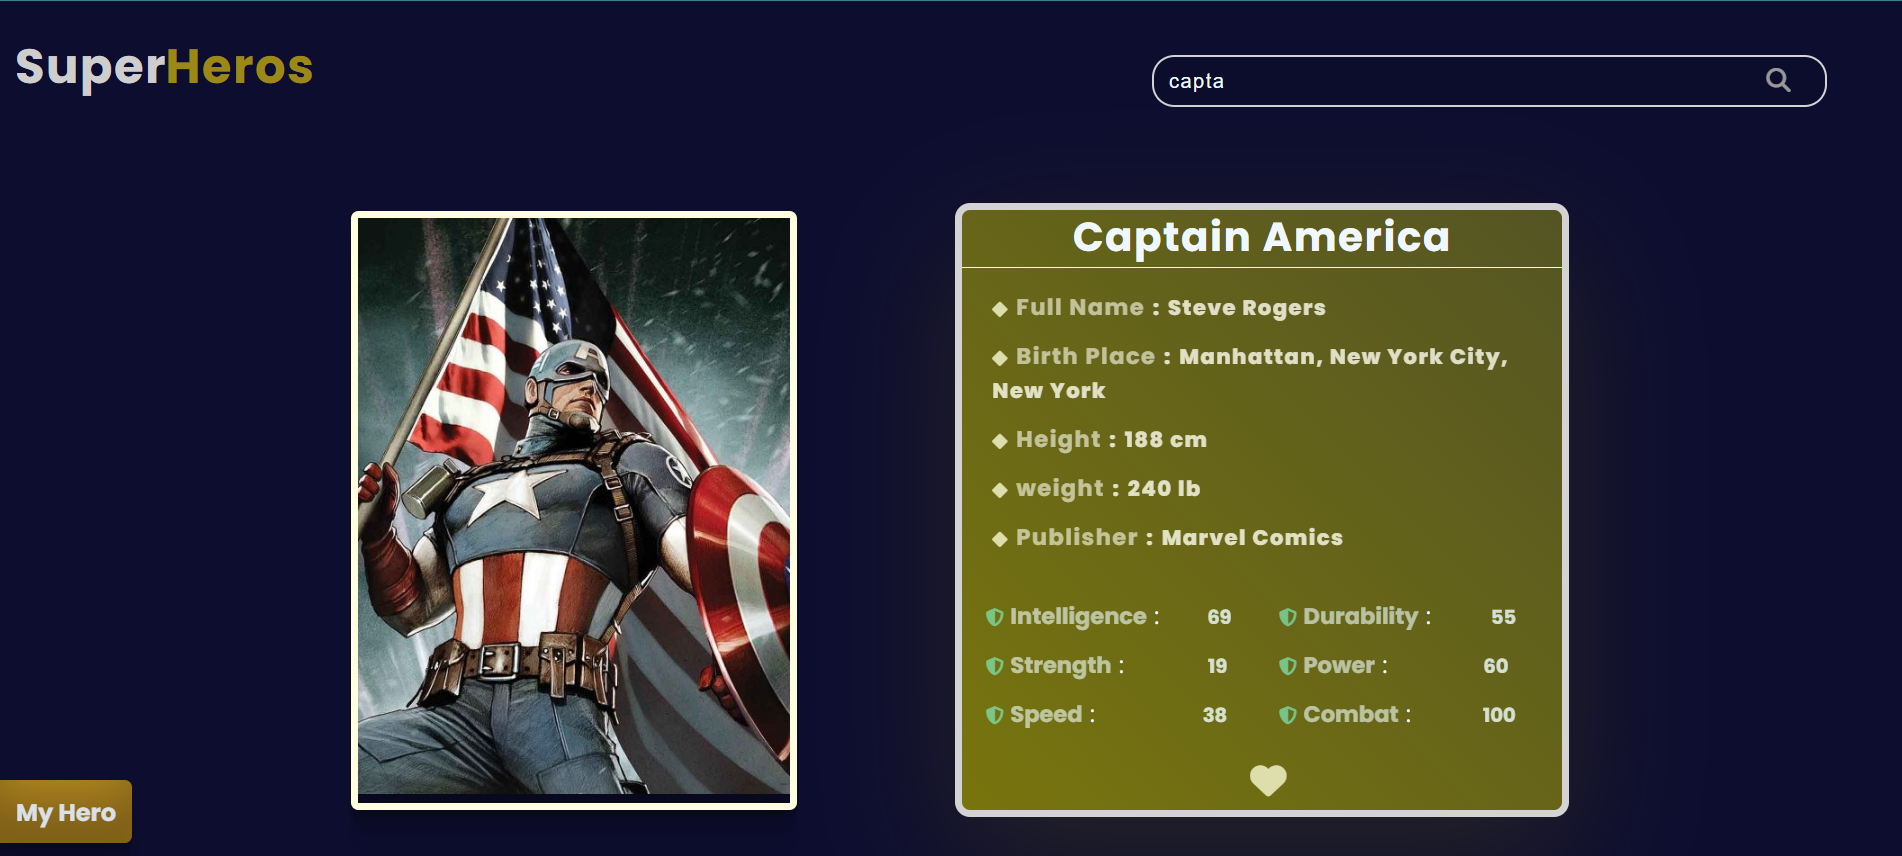 SuperHeros
capta
Captain America
◆ Full Name : Steve Rogers
◆ Birth Place : Manhattan, New York City,
New York
◆ Height : 188 cm
◆ weight : 240 lb
◆ Publisher : Marvel Comics
Intelligence : 69 Durability : 55
Strength : 19 Power : 60
Speed : 38 Combat : 100
My Hero